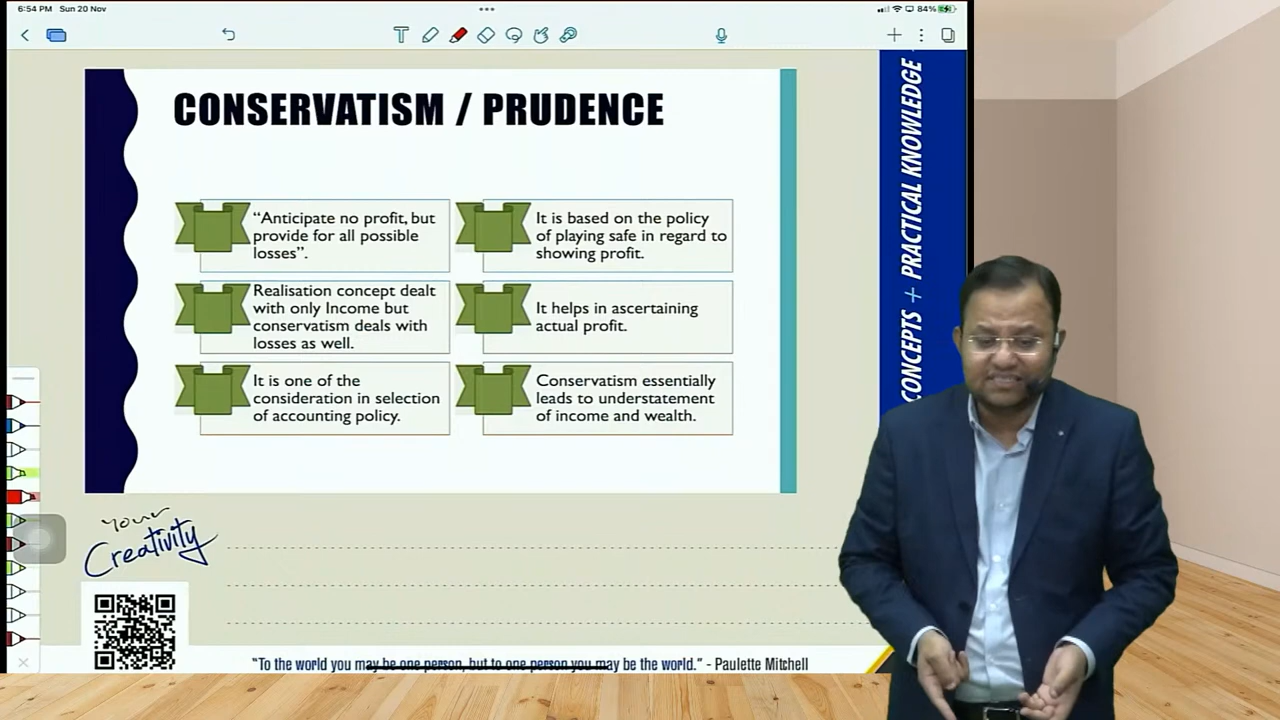 6:54 PM Sun 20 Nov
84%
CONSERVATISM / PRUDENCE
“Anticipate no profit, but
provide for all possible
losses”.
It is based on the policy
of playing safe in regard to
showing profit.
Realisation concept dealt
with only Income but
conservatism deals with
losses as well.
It helps in ascertaining
actual profit.
It is one of the
consideration in selection
of accounting policy.
Conservatism essentially
leads to understatement
of income and wealth.
CONCEPTS + PRACTICAL KNOWLEDGE
Your
Creativity
“To the world you may be one person, but to one person you may be the world.” - Paulette Mitchell